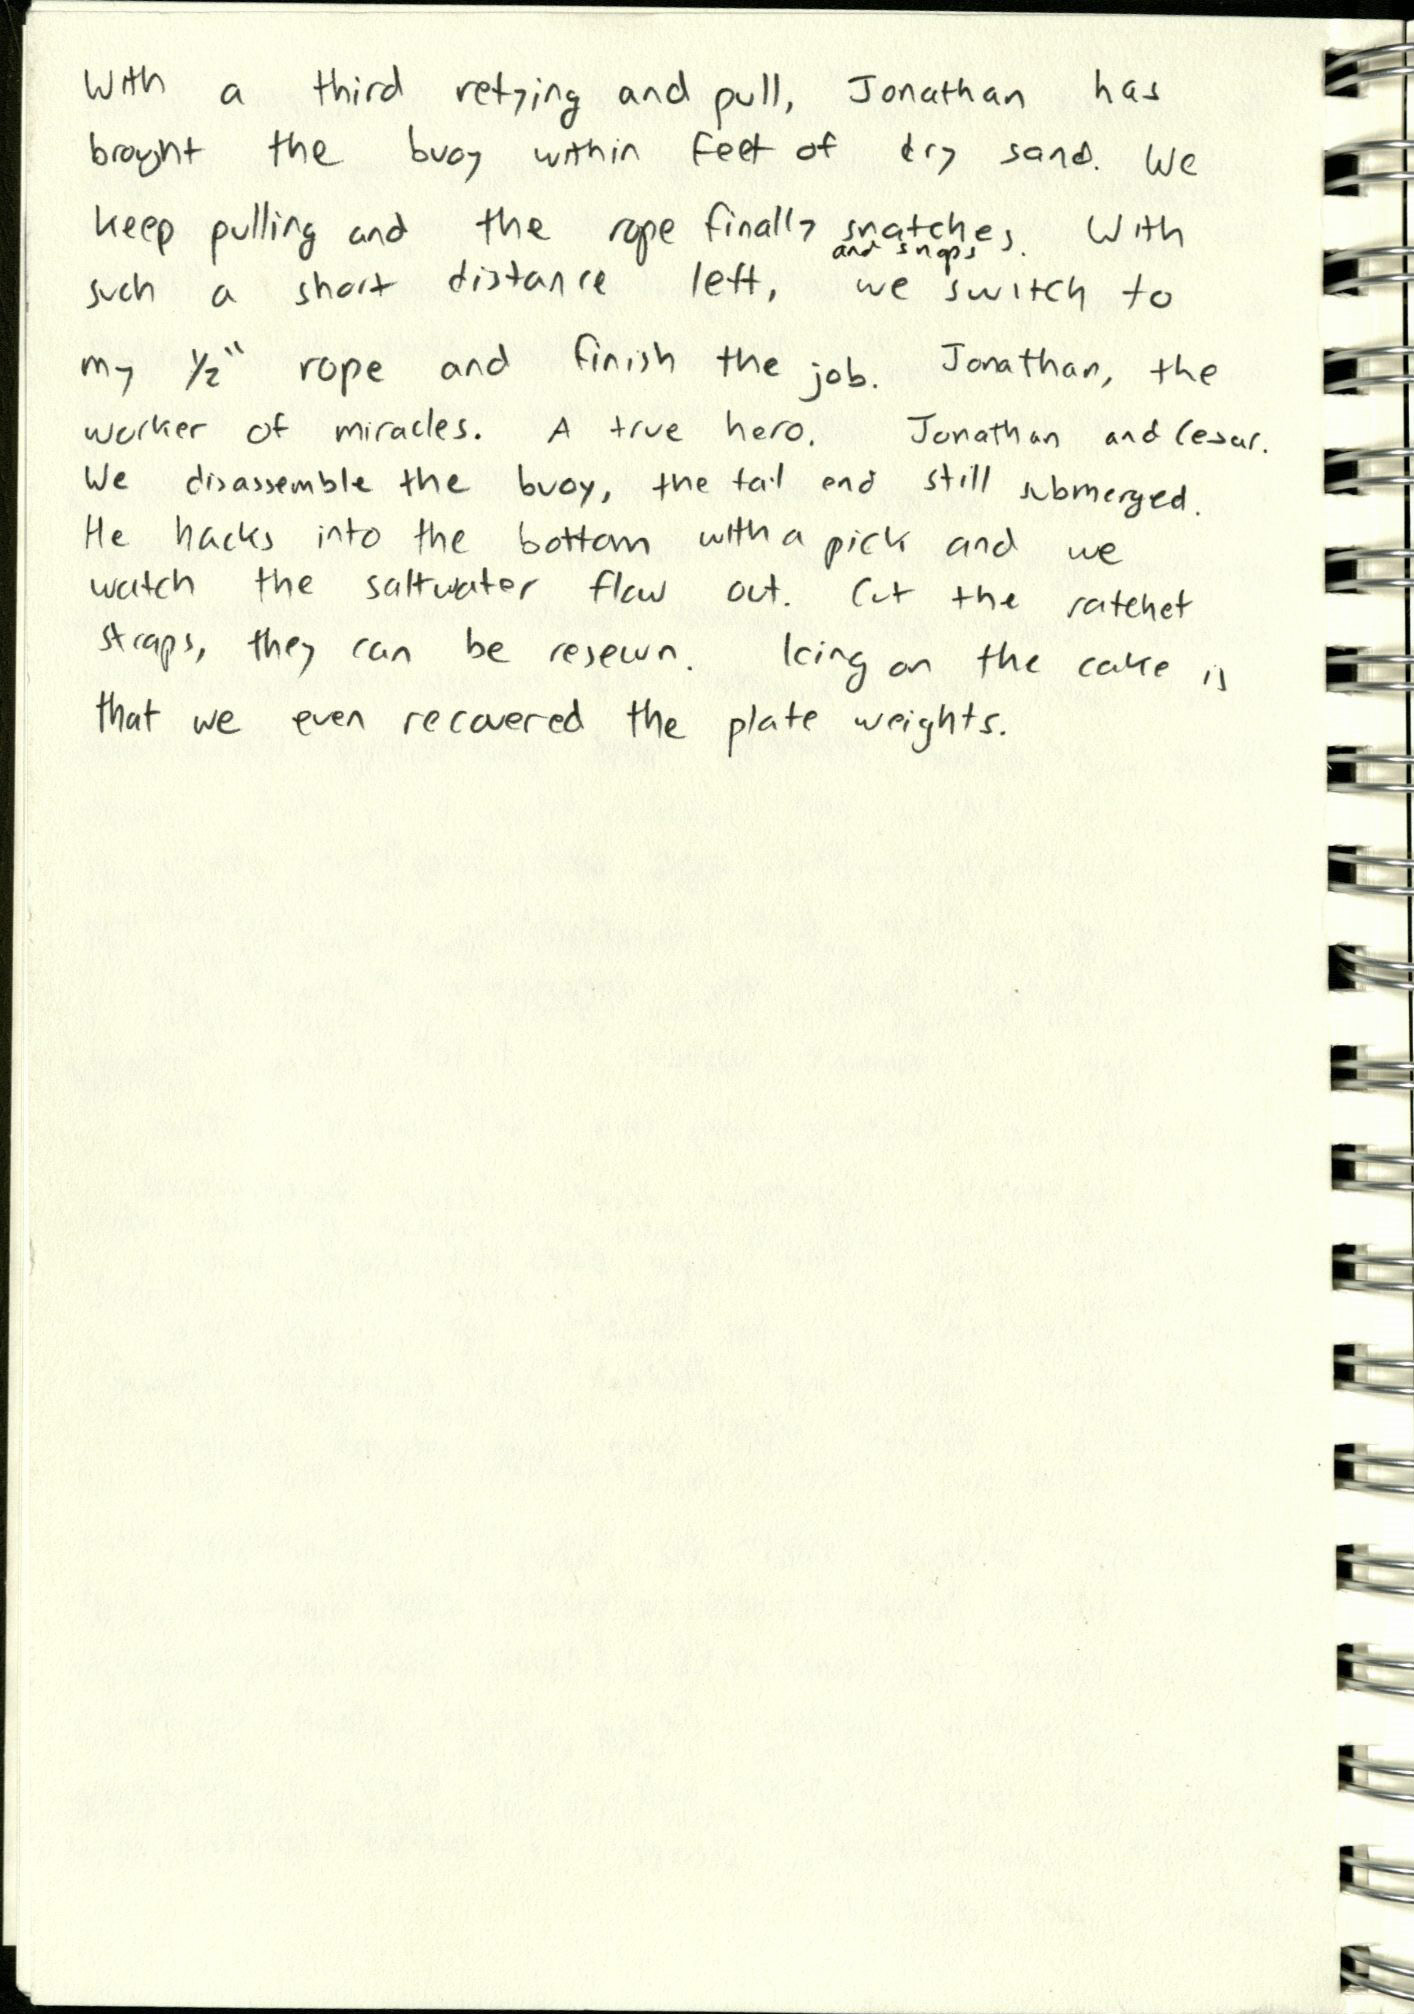 With a third retying and pull, Jonathan has
brought the buoy within feet of dry sand. We
keep pulling and the rope finally snatches.
and snaps
With
such a short distance left, we switch to
my 1/2" rope and finish the job. Jonathan, the
worker of miracles. A true hero. Jonathan and Cesar.
We disassemble the buoy, the tail end still submerged.
He hacks into the bottom with a pick and we
watch the saltwater flow out. Cut the ratchet
straps, they can be resewn. Icing on the cake is
that we even recovered the plate weights.